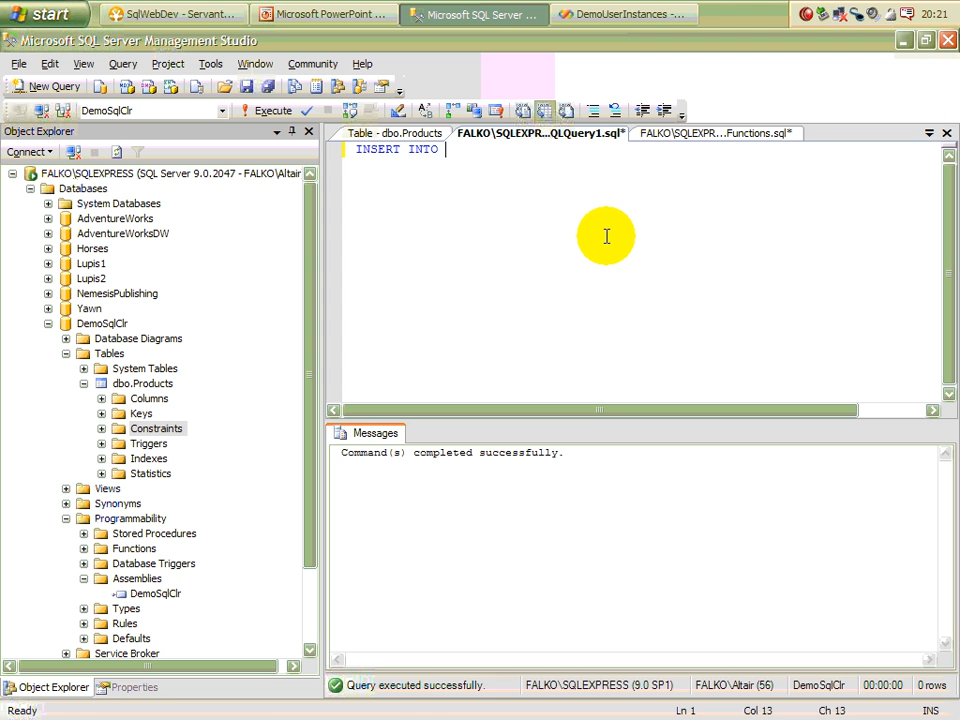 start
SqlWebDev - Servant...
Microsoft PowerPoint ...
Microsoft SQL Server ...
DemoUserInstances - ...
20:21
Microsoft SQL Server Management Studio
File Edit View Query Project Tools Window Community Help
New Query
DemoSqlClr
Execute
Object Explorer
Table - dbo.Products
FALKO\SQLEXPR...QLQuery1.sql*
FALKO\SQLEXPR...Functions.sql*
Connect
INSERT INTO
FALKO\SQLEXPRESS (SQL Server 9.0.2047 - FALKO\Altair
Databases
System Databases
AdventureWorks
AdventureWorksDW
Horses
Lupis1
Lupis2
NemesisPublishing
Yawn
DemoSqlClr
Database Diagrams
Tables
System Tables
dbo.Products
Columns
Keys
Constraints
Triggers
Indexes
Statistics
Views
Synonyms
Programmability
Stored Procedures
Functions
Database Triggers
Assemblies
DemoSqlClr
Types
Rules
Defaults
Service Broker
Messages
Command(s) completed successfully.
Object Explorer
Properties
Query executed successfully.
FALKO\SQLEXPRESS (9.0 SP1)
FALKO\Altair (56)
DemoSqlClr
00:00:00
0 rows
Ready
Ln 1
Col 13
Ch 13
INS